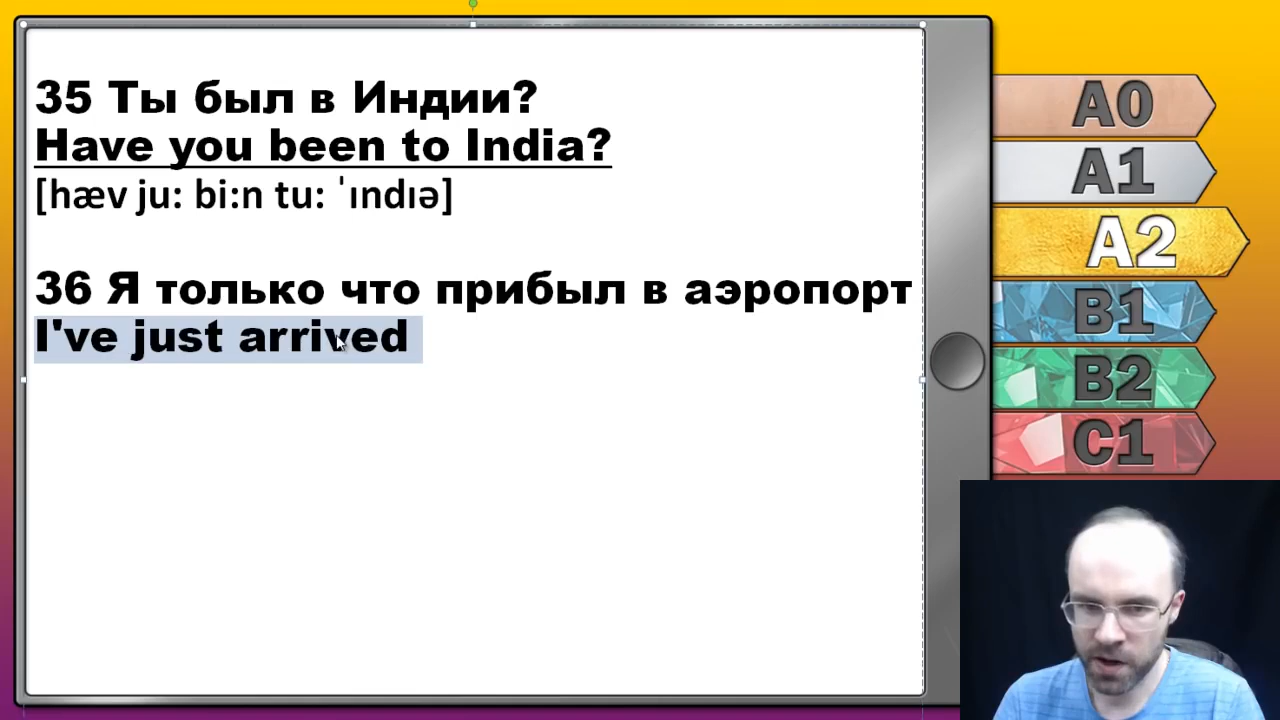 35 Ты был в Индии?
Have you been to India?
[hæv ju: bi:n tu: ˈɪndɪə]
36 Я только что прибыл в аэропорт
I've just arrived
A0
A1
A2
B1
B2
C1